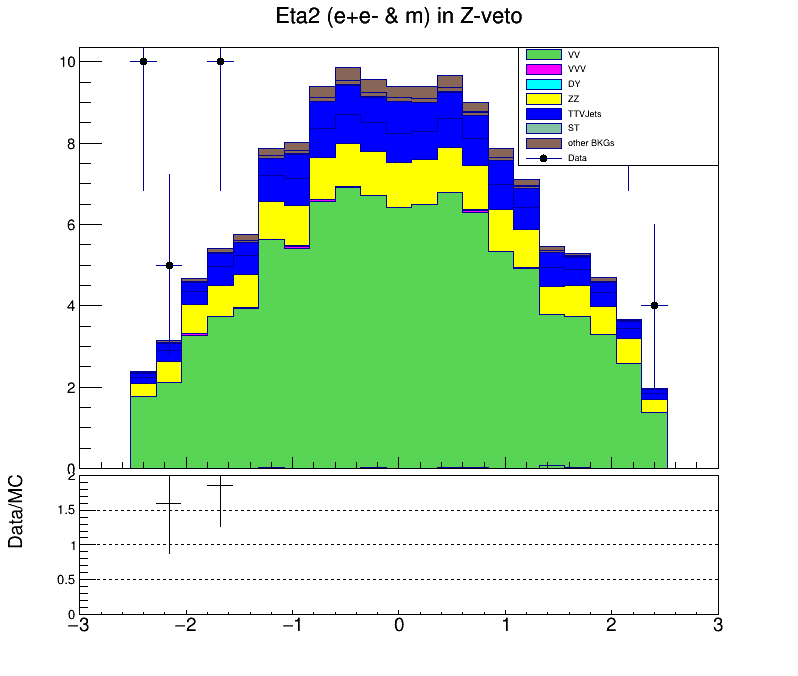 Eta2 (e+e- & m) in Z-veto
10
8
6
4
2
0
VV
VVV
DY
ZZ
TTVJets
ST
other BKGs
Data
Data/MC
2
1.5
1
0.5
0
−3 −2 −1 0 1 2 3